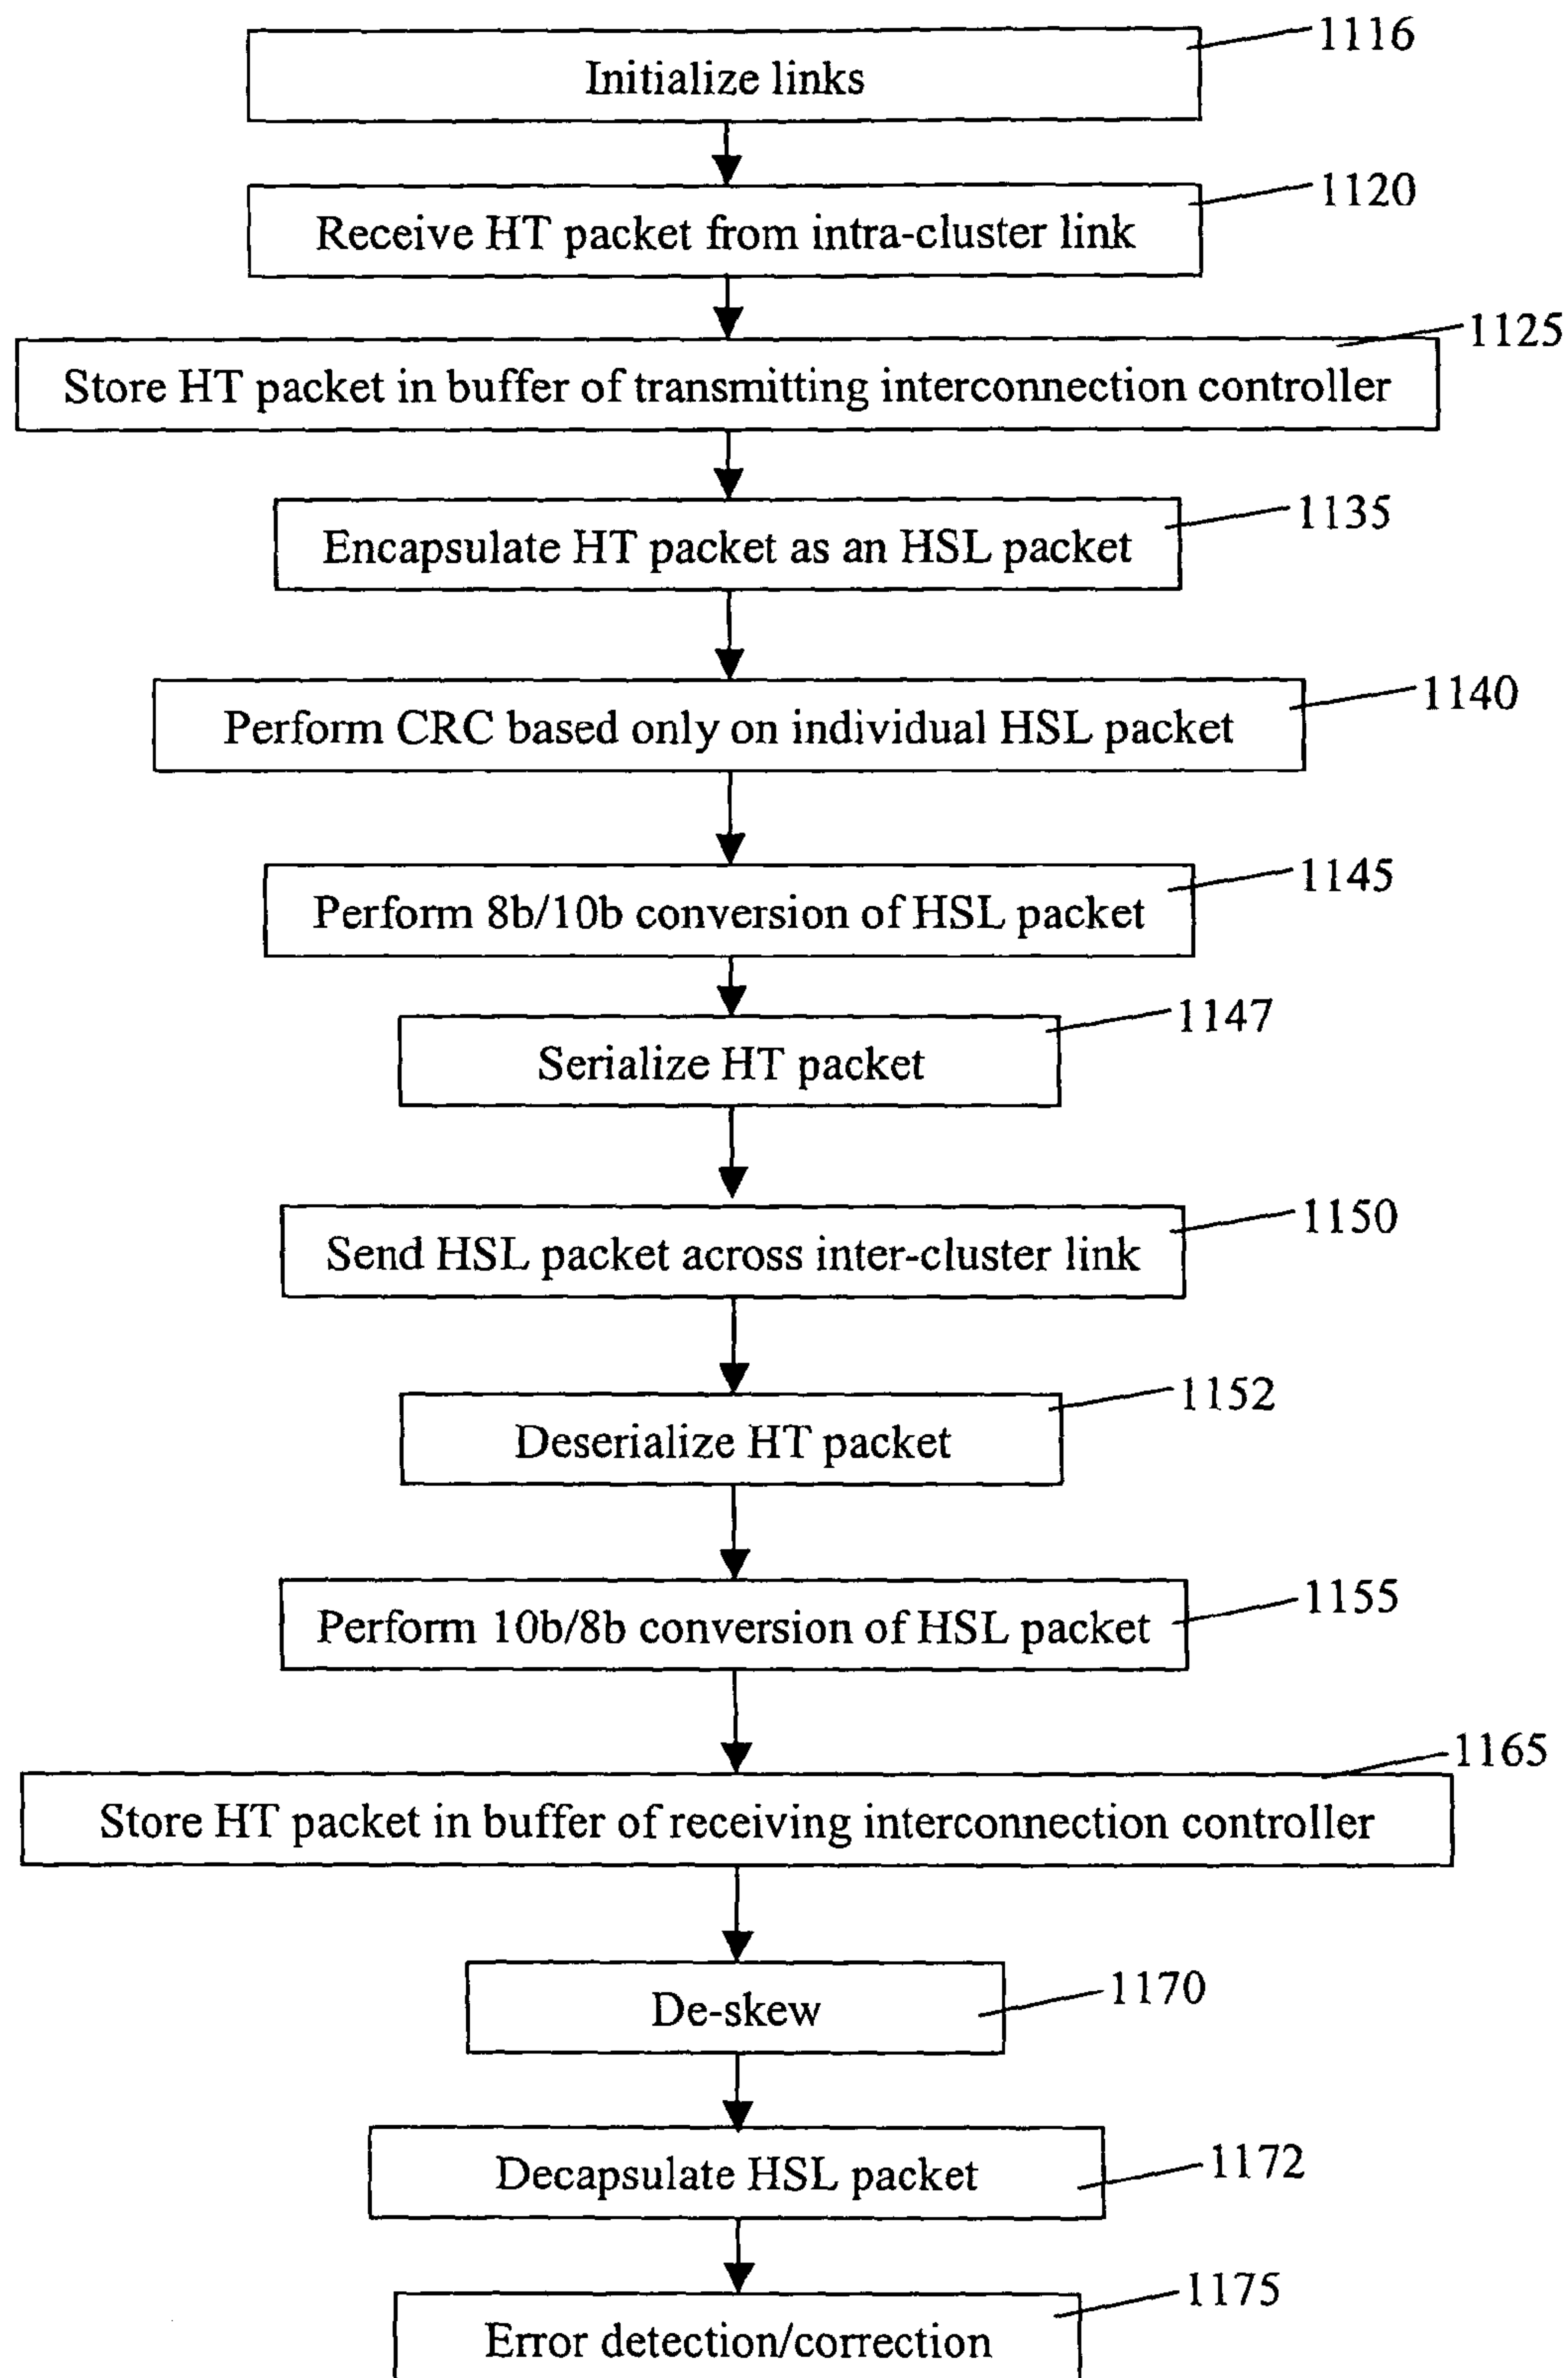 1116
Initialize links
1120
Receive HT packet from intra-cluster link
1125
Store HT packet in buffer of transmitting interconnection controller
1135
Encapsulate HT packet as an HSL packet
1140
Perform CRC based only on individual HSL packet
1145
Perform 8b/10b conversion of HSL packet
1147
Serialize HT packet
1150
Send HSL packet across inter-cluster link
1152
Deserialize HT packet
1155
Perform 10b/8b conversion of HSL packet
1165
Store HT packet in buffer of receiving interconnection controller
1170
De-skew
1172
Decapsulate HSL packet
1175
Error detection/correction